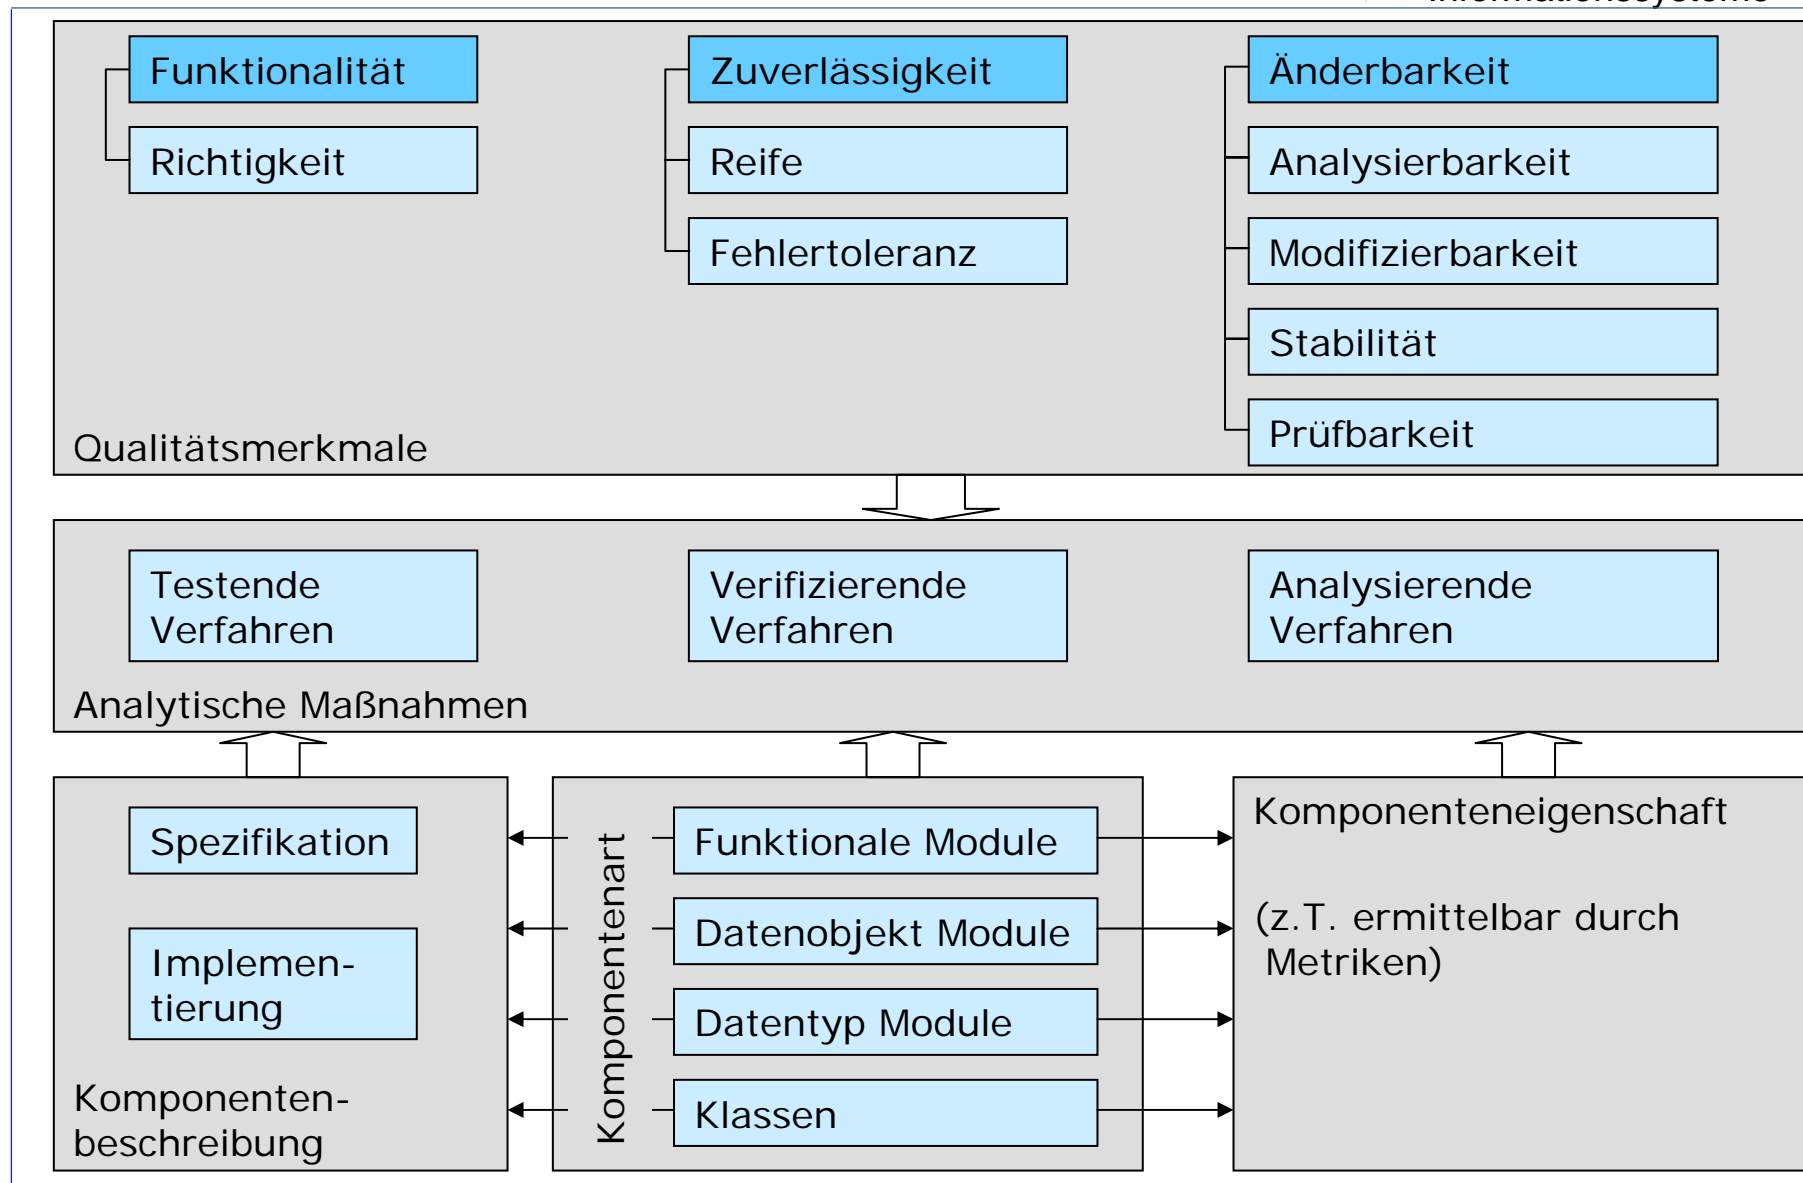 Informationssysteme
Funktionalität
Richtigkeit
Zuverlässigkeit
Reife
Fehlertoleranz
Änderbarkeit
Analysierbarkeit
Modifizierbarkeit
Stabilität
Prüfbarkeit
Qualitätsmerkmale
Testende
Verfahren
Verifizierende
Verfahren
Analysierende
Verfahren
Analytische Maßnahmen
Spezifikation
Implemen-
tierung
Komponenten-
beschreibung
Komponentenart
Funktionale Module
Datenobjekt Module
Datentyp Module
Klassen
Komponenteneigenschaft
(z.T. ermittelbar durch
Metriken)